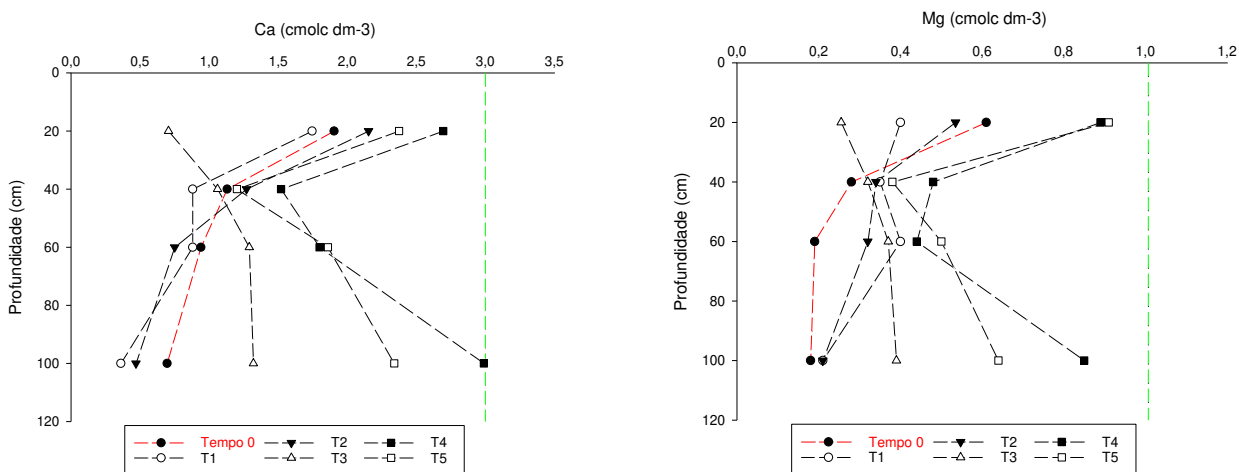 Ca (cmolc dm-3)
0,0 0,5 1,0 1,5 2,0 2,5 3,0 3,5
Profundidade (cm)
0
20
40
60
80
100
120
Tempo 0 T2 T4
T1 T3 T5
Mg (cmolc dm-3)
0,0 0,2 0,4 0,6 0,8 1,0 1,2
Profundidade (cm)
0
20
40
60
80
100
120
Tempo 0 T2 T4
T1 T3 T5